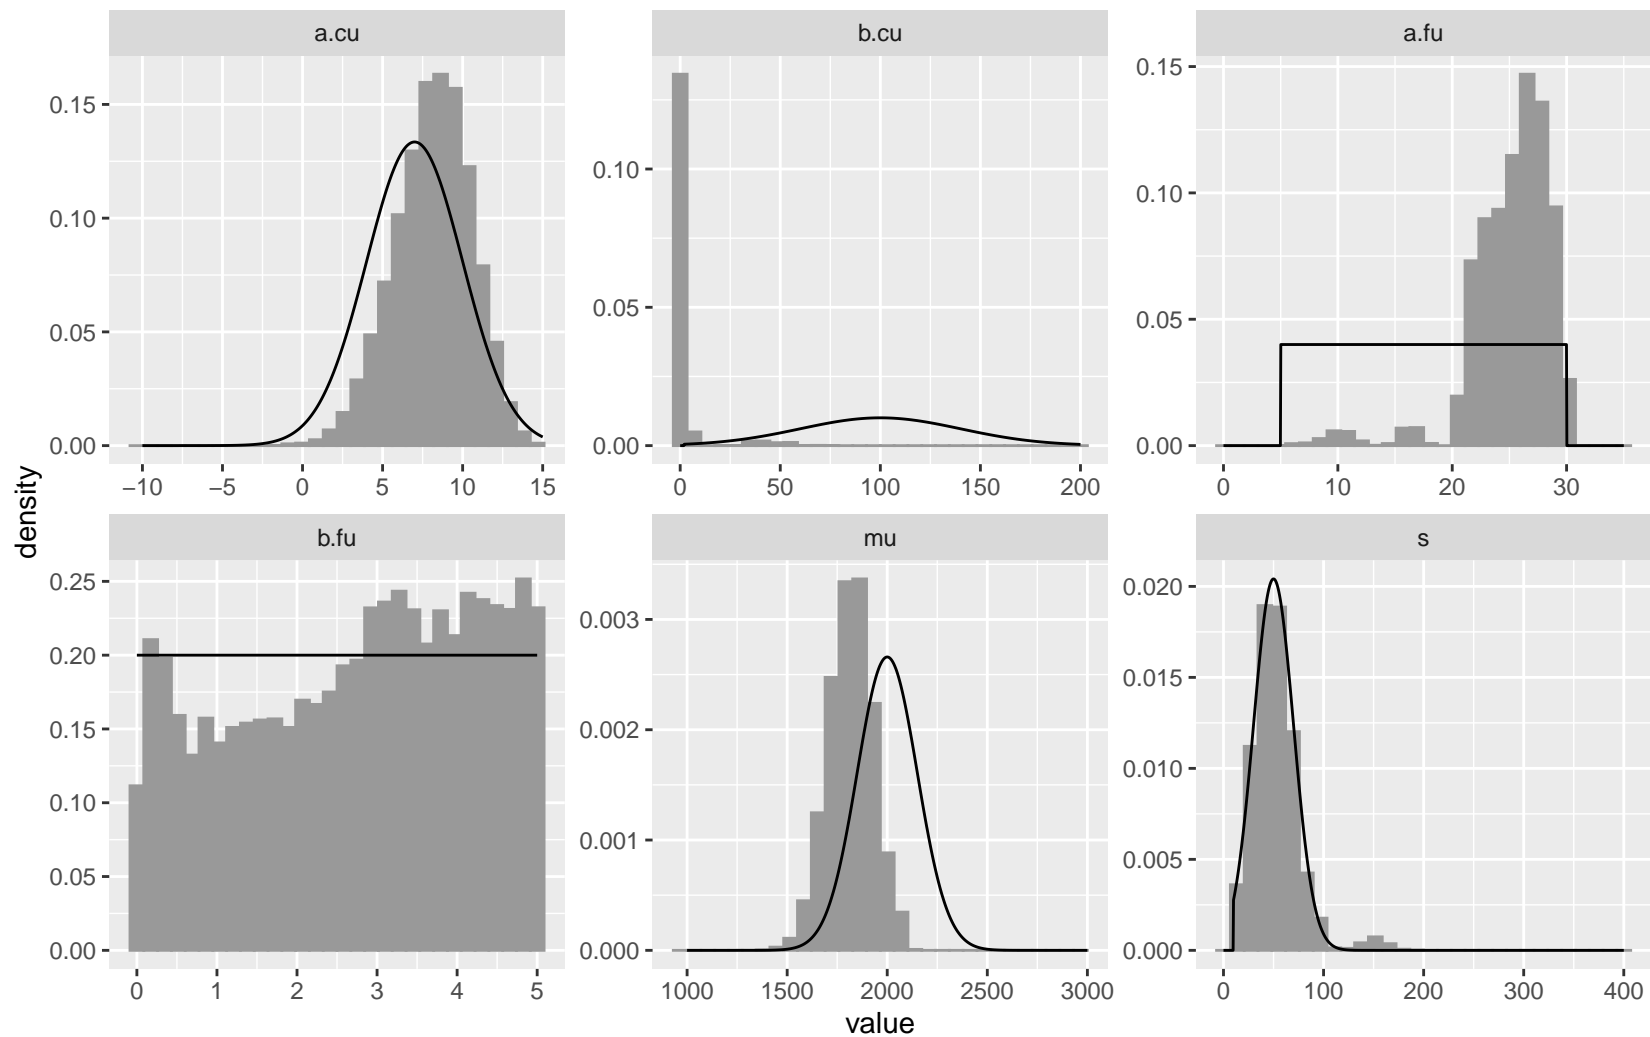 a.cu b.cu a.fu
0.15 0.10 0.05 0.00
0.10 0.05 0.00
0.15 0.10 0.05 0.00
−10 −5 0 5 10 15
0 50 100 150 200
0 10 20 30
b.fu mu s
0.25 0.20 0.15 0.10 0.05 0.00
0.003 0.002 0.001 0.000
0.020 0.015 0.010 0.005 0.000
0 1 2 3 4 5
1000 1500 2000 2500 3000
0 100 200 300 400
density
value